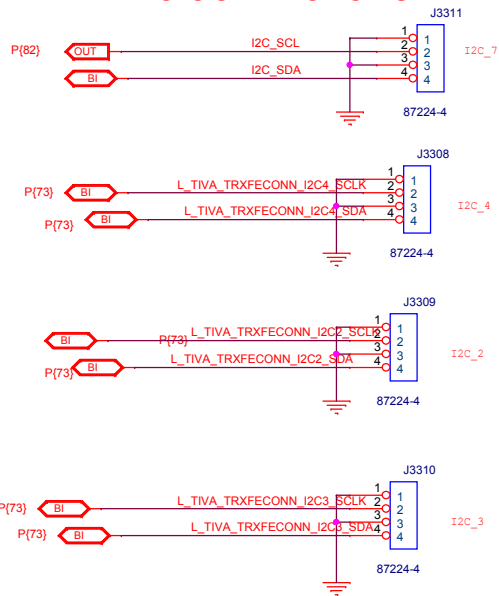 J3311
P{82} OUT I2C_SCL 1 1
2 2 I2C_7
BI I2C_SDA 3 3
4 4
87224-4
J3308
1 1
P{73} BI L_TIVA_TRXFECONN_I2C4_SCLK 2 2
3 3 I2C_4
P{73} BI L_TIVA_TRXFECONN_I2C4_SDA 4 4
87224-4
J3309
1 1
BI P{73} L_TIVA_TRXFECONN_I2C2_SCLK 2 2
3 3 I2C_2
P{73} BI L_TIVA_TRXFECONN_I2C2_SDA 4 4
87224-4
J3310
1 1
P{73} BI L_TIVA_TRXFECONN_I2C3_SCLK 2 2
3 3 I2C_3
P{73} BI L_TIVA_TRXFECONN_I2C3_SDA 4 4
87224-4